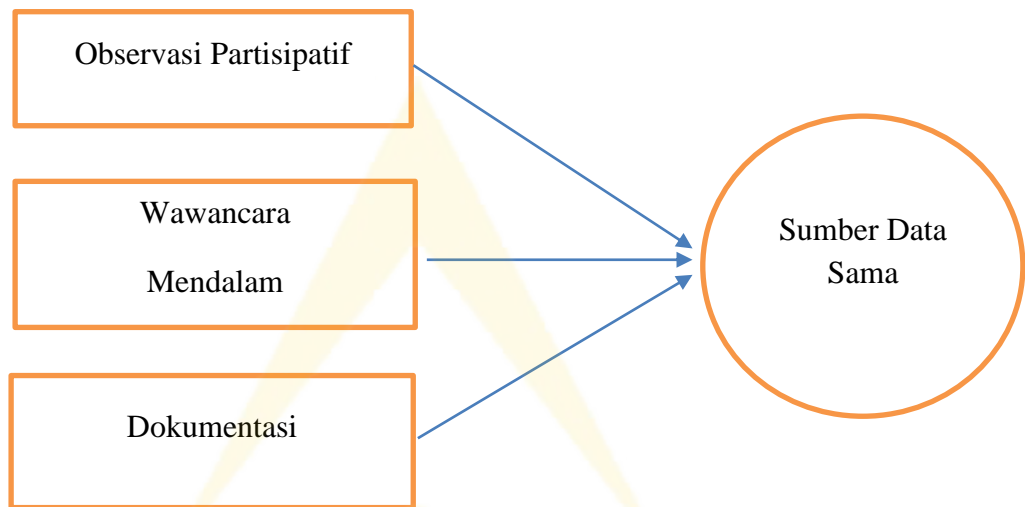 Observasi Partisipatif
Wawancara
Mendalam
Dokumentasi
Sumber Data
Sama